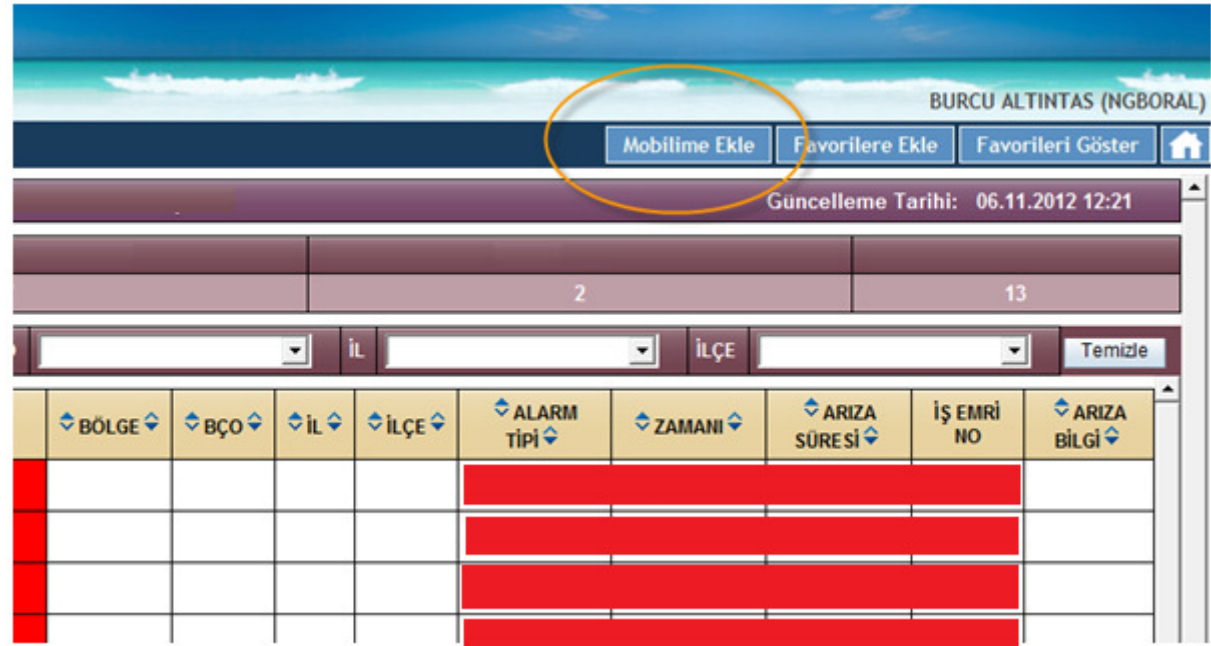 BURCU ALTINTAS (NGBORAL)
Mobilime Ekle Favorilere Ekle Favorileri Göster
Güncelleme Tarihi: 06.11.2012 12:21
2 13
İL İLÇE Temizle
BÖLGE BÇO İL İLÇE ALARM TİPİ ZAMANI ARIZA SÜRESİ İŞ EMRİ NO ARIZA BİLGİ